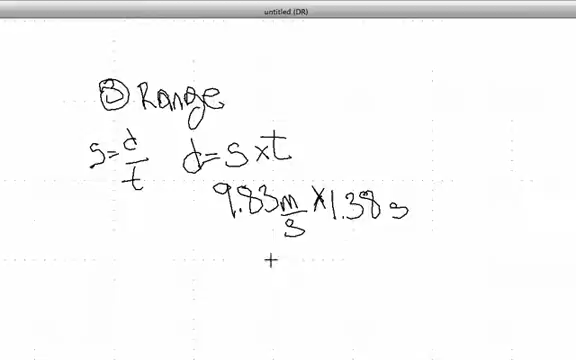 untitled (DR)
③ Range
s = d/t d = s × t
9.83 m/s × 1.38 s